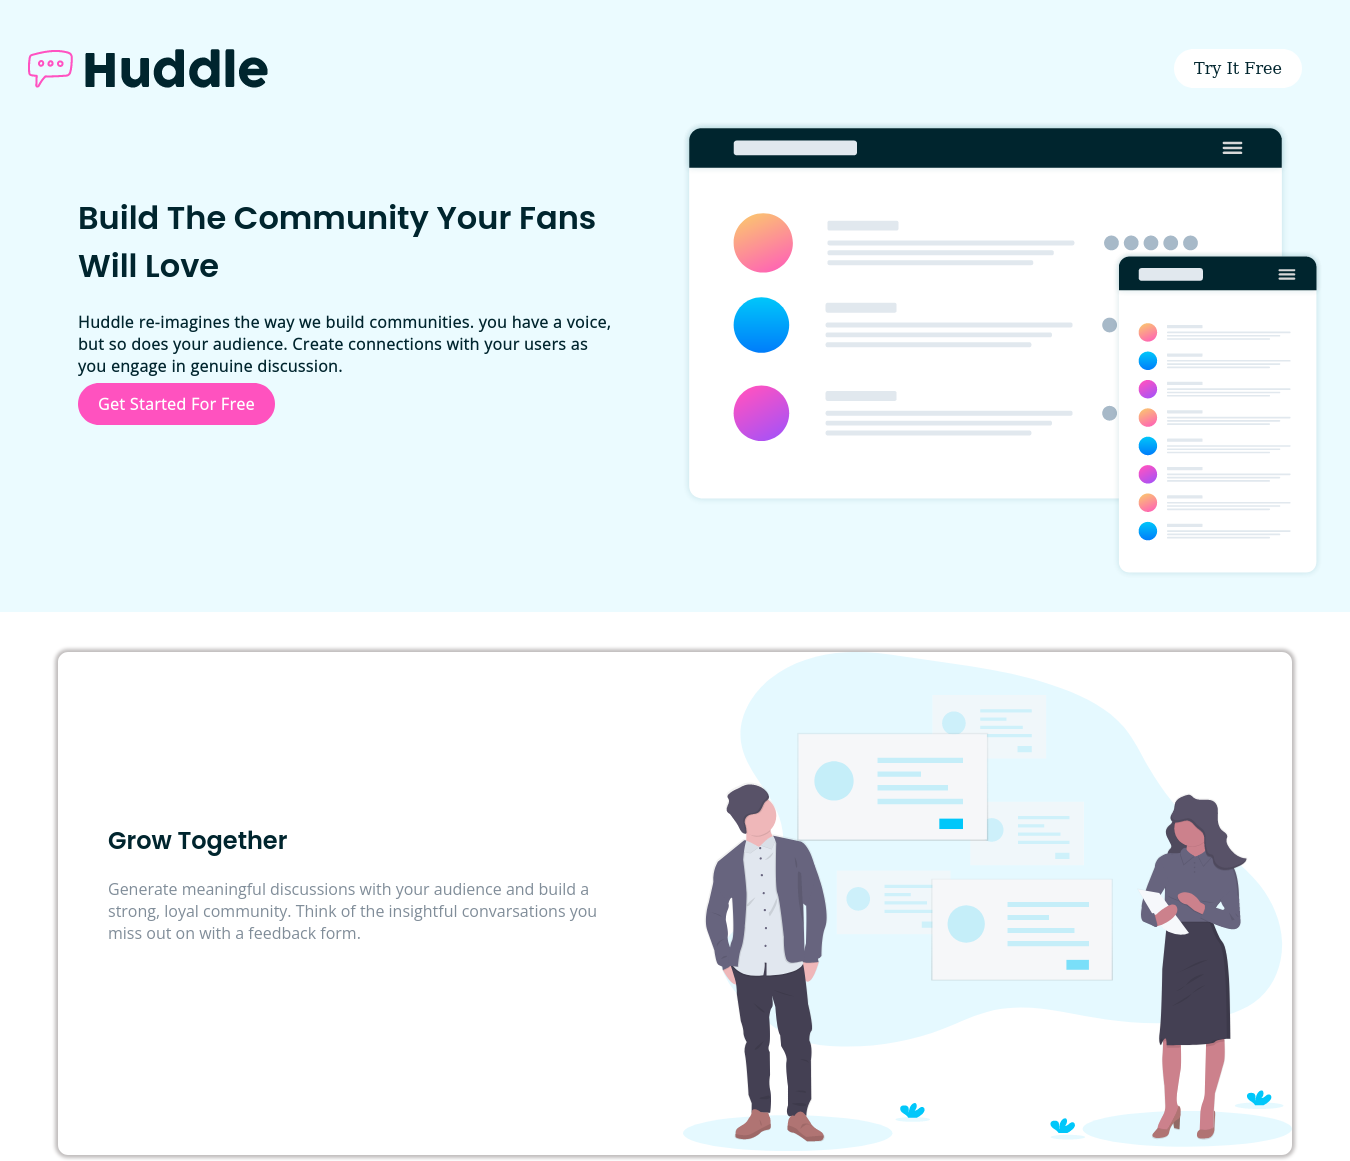 Huddle
Try It Free
Build The Community Your Fans
Will Love
Huddle re-imagines the way we build communities. you have a voice,
but so does your audience. Create connections with your users as
you engage in genuine discussion.
Get Started For Free
Grow Together
Generate meaningful discussions with your audience and build a
strong, loyal community. Think of the insightful convarsations you
miss out on with a feedback form.